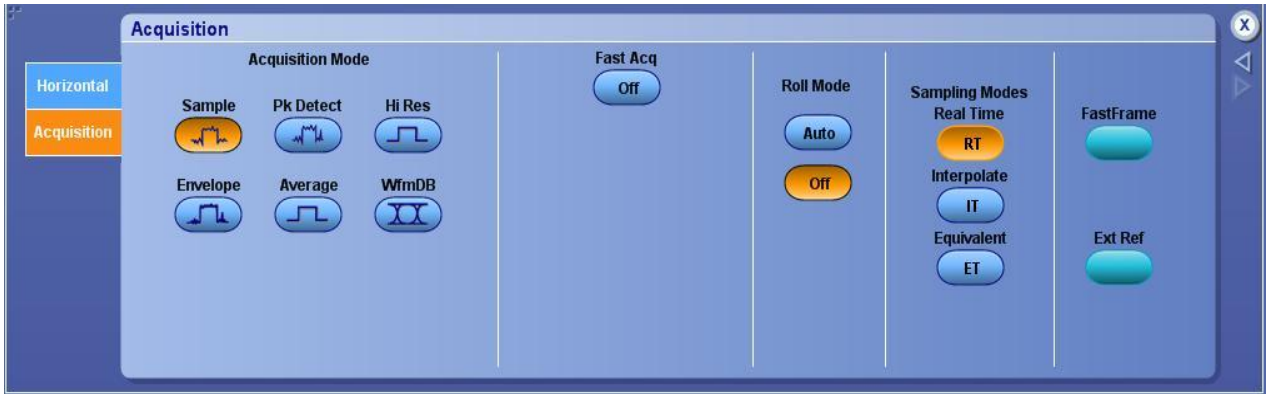 Acquisition
X
Horizontal
Acquisition
Acquisition Mode
Sample Pk Detect Hi Res
Envelope Average WfmDB
Fast Acq
Off
Roll Mode
Auto
Off
Sampling Modes
Real Time
RT
Interpolate
IT
Equivalent
ET
FastFrame
Ext Ref